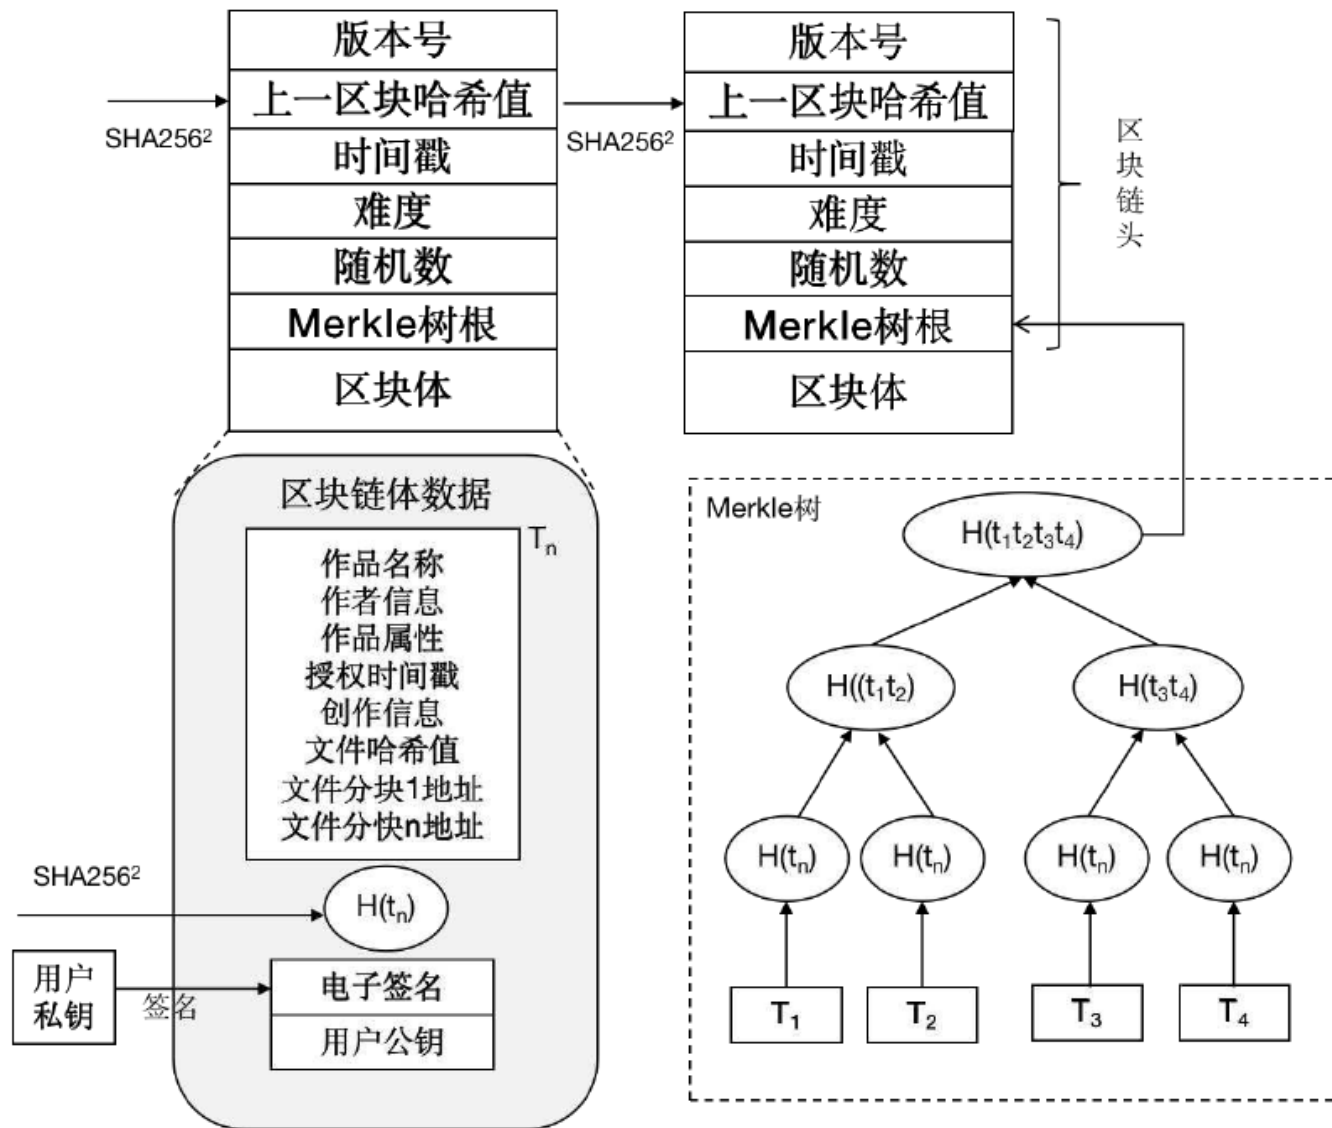 版本号
上一区块哈希值
时间戳
难度
随机数
Merkle树根
区块体
SHA256²
SHA256²
版本号
上一区块哈希值
时间戳
难度
随机数
Merkle树根
区块体
区块链头
区块链体数据
Tₙ
作品名称
作者信息
作品属性
授权时间戳
创作信息
文件哈希值
文件分块1地址
文件分快n地址
SHA256²
H(tₙ)
用户
私钥
签名
电子签名
用户公钥
Merkle树
H(t₁t₂t₃t₄)
H((t₁t₂)
H(t₃t₄)
H(tₙ)
H(tₙ)
H(tₙ)
H(tₙ)
T₁
T₂
T₃
T₄